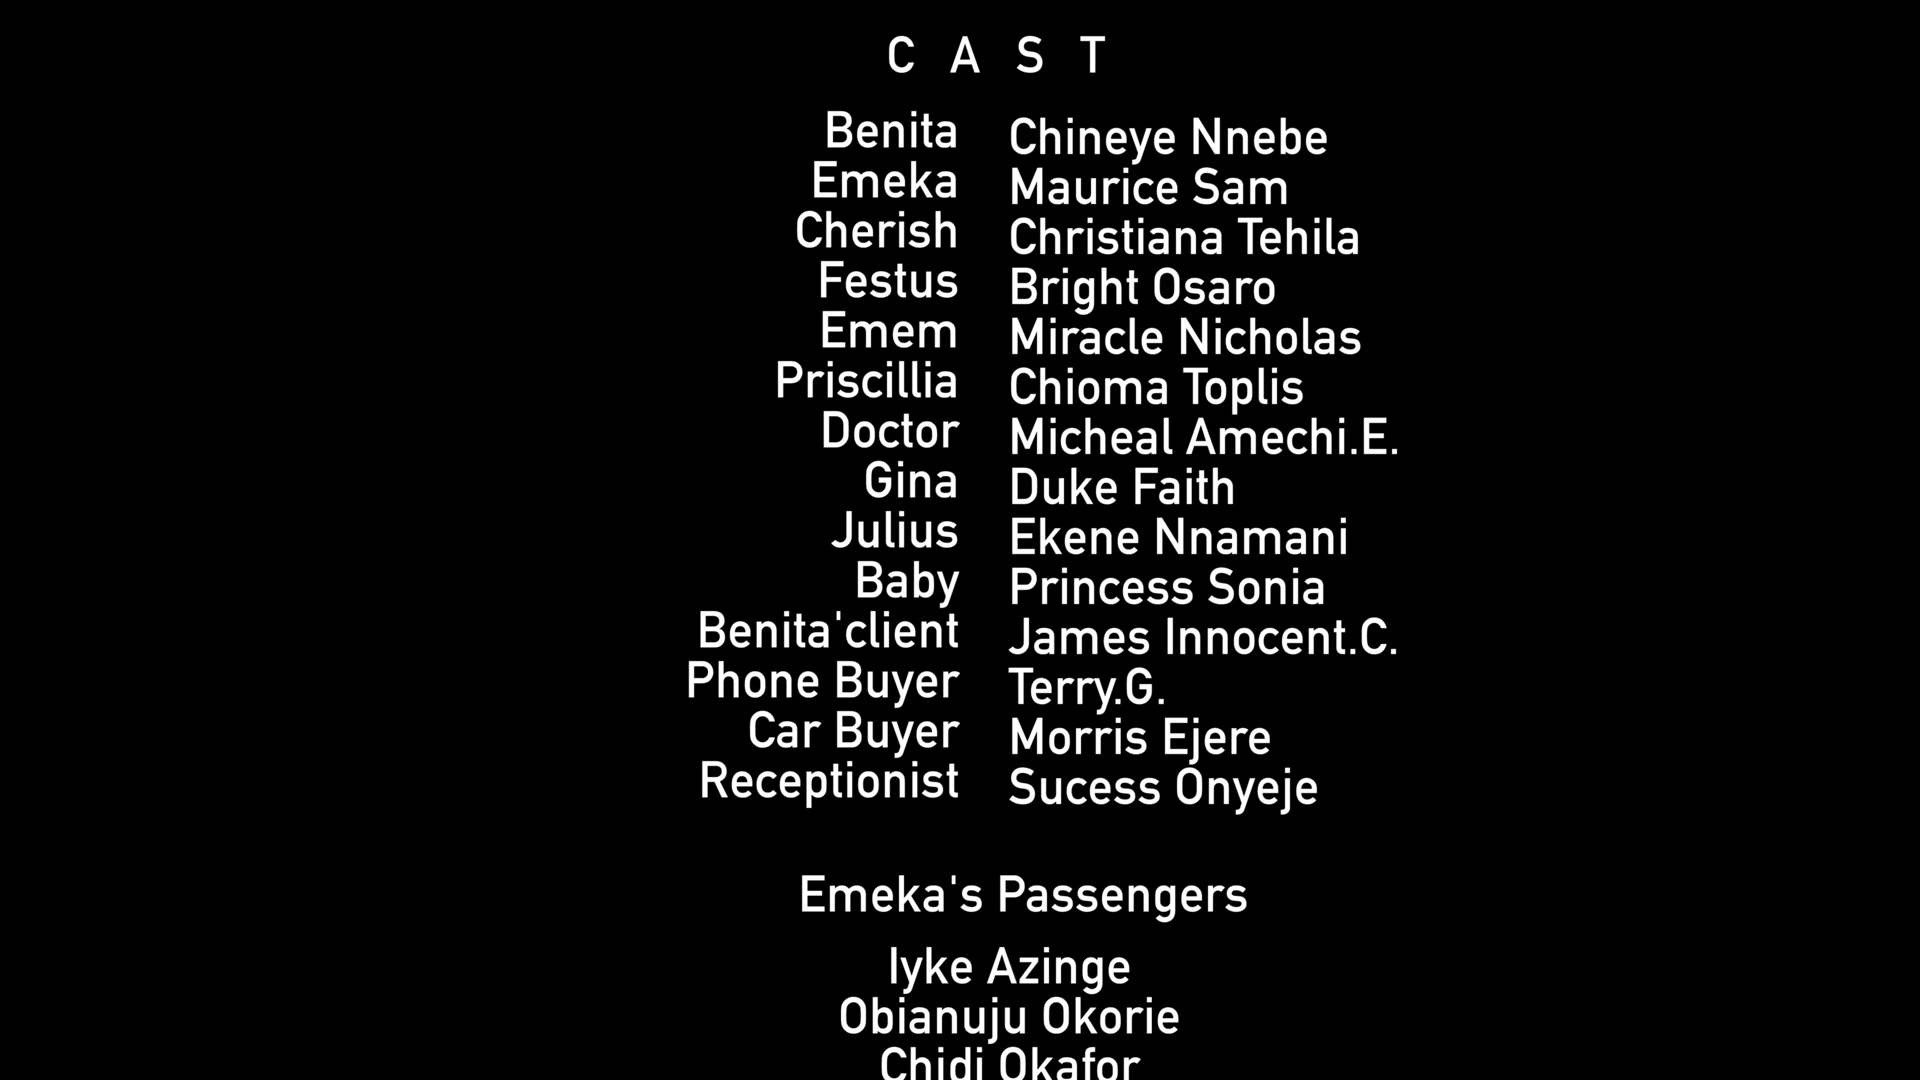 C A S T
Benita Chineye Nnebe
Emeka Maurice Sam
Cherish Christiana Tehila
Festus Bright Osaro
Emem Miracle Nicholas
Priscillia Chioma Toplis
Doctor Micheal Amechi.E.
Gina Duke Faith
Julius Ekene Nnamani
Baby Princess Sonia
Benita'client James Innocent.C.
Phone Buyer Terry.G.
Car Buyer Morris Ejere
Receptionist Sucess Onyeje
Emeka's Passengers
Iyke Azinge
Obianuju Okorie
Chidi Okafor